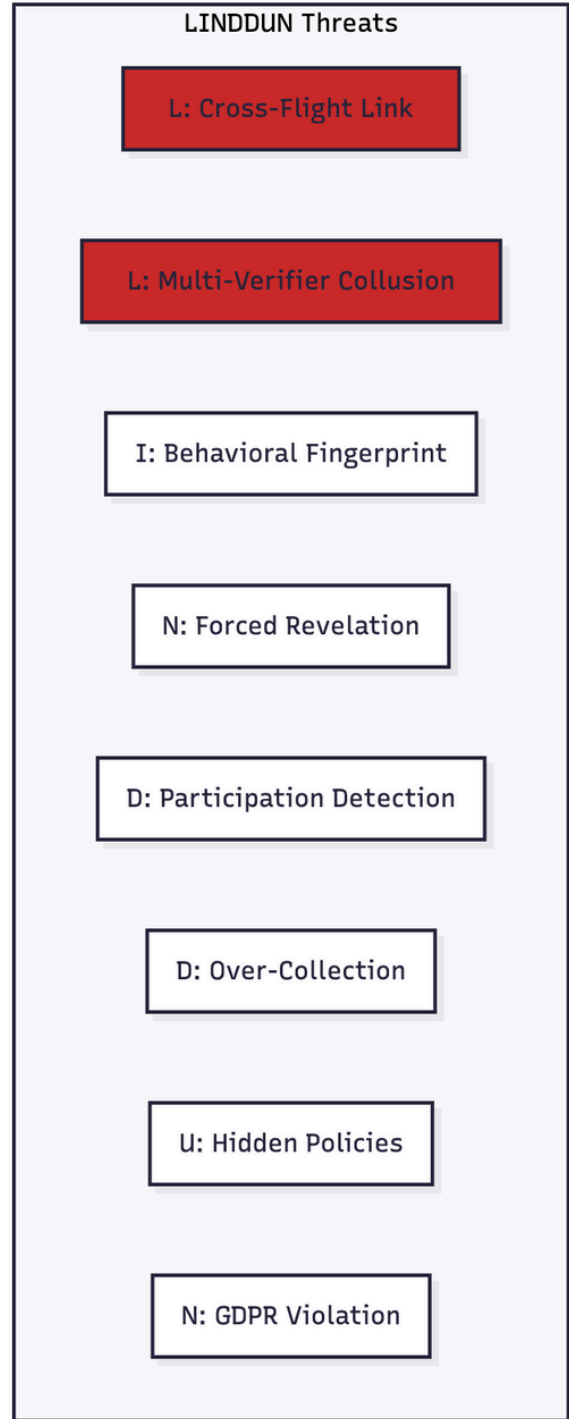 LINDDUN Threats
L: Cross-Flight Link
L: Multi-Verifier Collusion
I: Behavioral Fingerprint
N: Forced Revelation
D: Participation Detection
D: Over-Collection
U: Hidden Policies
N: GDPR Violation